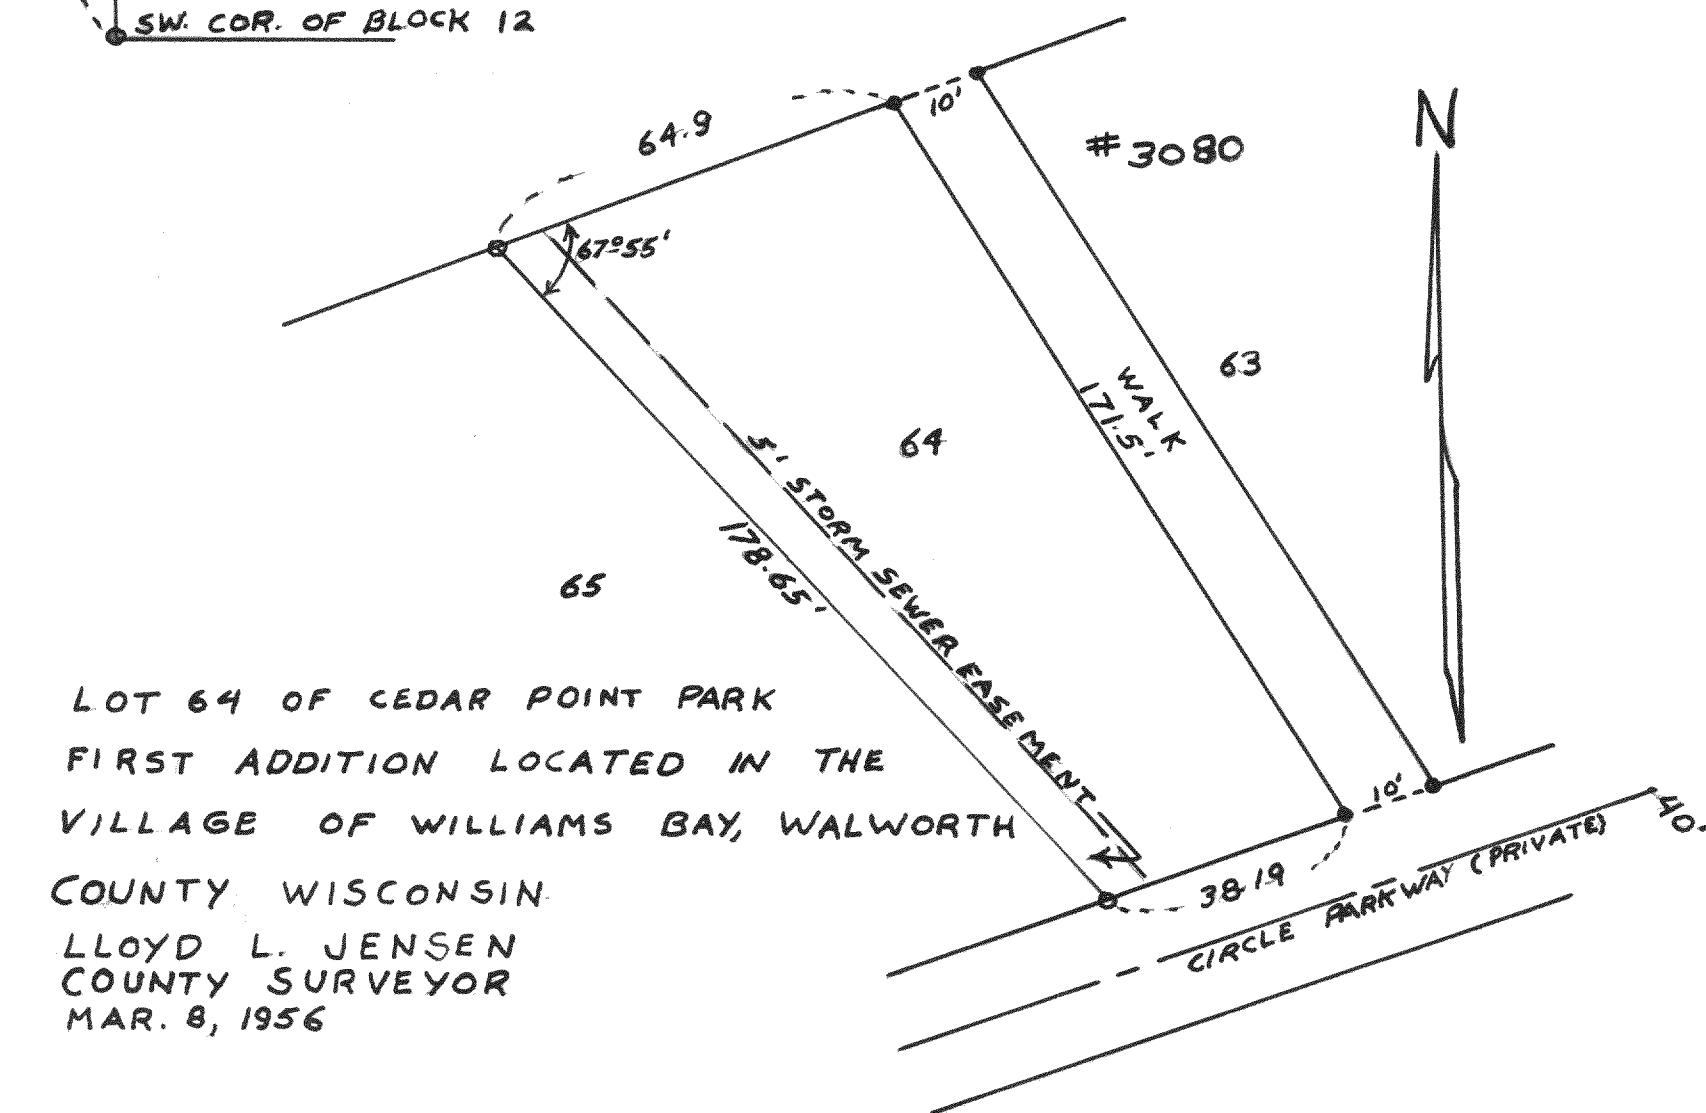 SW. COR. OF BLOCK 12
64.9
10'
#3080
N
67°55'
63
WALK
171.5'
64
5' STORM SEWER EASEMENT
178.65'
65
LOT 64 OF CEDAR POINT PARK
FIRST ADDITION LOCATED IN THE
VILLAGE OF WILLIAMS BAY, WALWORTH
COUNTY WISCONSIN
LLOYD L. JENSEN
COUNTY SURVEYOR
MAR. 8, 1956
10'
38.19
CIRCLE PARKWAY (PRIVATE)
40.